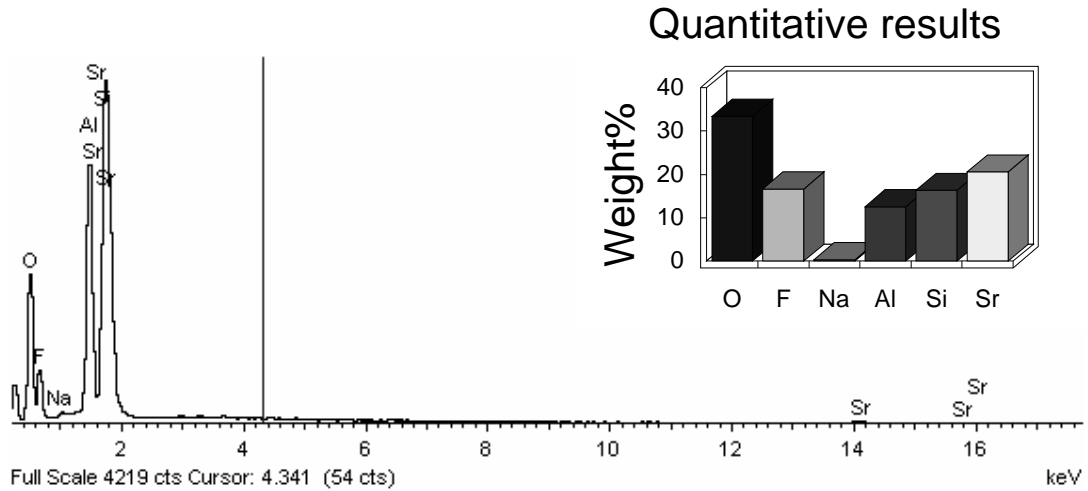 Quantitative results
Weight%
40
30
20
10
0
O F Na Al Si Sr
Sr
Si
Al
Sr
Sr
O
F
Na
Sr
Sr
Sr
2 4 6 8 10 12 14 16
Full Scale 4219 cts Cursor: 4.341 (54 cts) keV